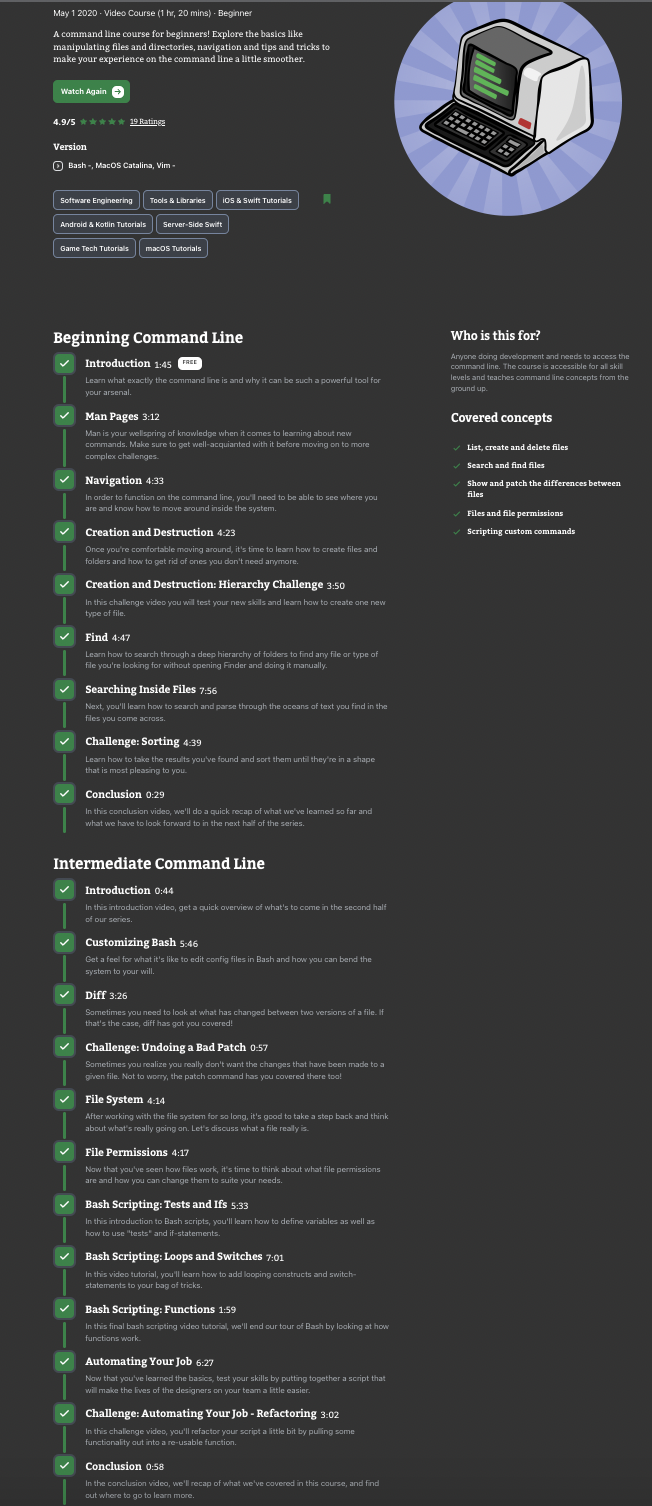 May 1 2020 · Video Course (1 hr, 20 mins) · Beginner
A command line course for beginners! Explore the basics like
manipulating files and directories, navigation and tips and tricks to
make your experience on the command line a little smoother.
Watch Again
4.9/5 19 Ratings
Version
Bash -, MacOS Catalina, Vim -
Software Engineering Tools & Libraries iOS & Swift Tutorials
Android & Kotlin Tutorials Server-Side Swift
Game Tech Tutorials macOS Tutorials
Beginning Command Line
Introduction 1:45 FREE
Learn what exactly the command line is and why it can be such a powerful tool for
your arsenal.
Man Pages 3:12
Man is your wellspring of knowledge when it comes to learning about new
commands. Make sure to get well-acquianted with it before moving on to more
complex challenges.
Navigation 4:33
In order to function on the command line, you'll need to be able to see where you
are and know how to move around inside the system.
Creation and Destruction 4:23
Once you're comfortable moving around, it's time to learn how to create files and
folders and how to get rid of ones you don't need anymore.
Creation and Destruction: Hierarchy Challenge 3:50
In this challenge video you will test your new skills and learn how to create one new
type of file.
Find 4:47
Learn how to search through a deep hierarchy of folders to find any file or type of
file you're looking for without opening Finder and doing it manually.
Searching Inside Files 7:56
Next, you'll learn how to search and parse through the oceans of text you find in the
files you come across.
Challenge: Sorting 4:39
Learn how to take the results you've found and sort them until they're in a shape
that is most pleasing to you.
Conclusion 0:29
In this conclusion video, we'll do a quick recap of what we've learned so far and
what we have to look forward to in the next half of the series.
Intermediate Command Line
Introduction 0:44
In this introduction video, get a quick overview of what's to come in the second half
of our series.
Customizing Bash 5:46
Get a feel for what it's like to edit config files in Bash and how you can bend the
system to your will.
Diff 3:26
Sometimes you need to look at what has changed between two versions of a file. If
that's the case, diff has got you covered!
Challenge: Undoing a Bad Patch 0:57
Sometimes you realize you really don't want the changes that have been made to a
given file. Not to worry, the patch command has you covered there too!
File System 4:14
After working with the file system for so long, it's good to take a step back and think
about what's really going on. Let's discuss what a file really is.
File Permissions 4:17
Now that you've seen how files work, it's time to think about what file permissions
are and how you can change them to suite your needs.
Bash Scripting: Tests and Ifs 5:33
In this introduction to Bash scripts, you'll learn how to define variables as well as
how to use "tests" and if-statements.
Bash Scripting: Loops and Switches 7:01
In this video tutorial, you'll learn how to add looping constructs and switch-
statements to your bag of tricks.
Bash Scripting: Functions 1:59
In this final bash scripting video tutorial, we'll end our tour of Bash by looking at how
functions work.
Automating Your Job 6:27
Now that you've learned the basics, test your skills by putting together a script that
will make the lives of the designers on your team a little easier.
Challenge: Automating Your Job - Refactoring 3:02
In this challenge video, you'll refactor your script a little bit by pulling some
functionality out into a re-usable function.
Conclusion 0:58
In the conclusion video, we'll recap of what we've covered in this course, and find
out where to go to learn more.
Who is this for?
Anyone doing development and needs to access the
command line. The course is accessible for all skill
levels and teaches command line concepts from the
ground up.
Covered concepts
List, create and delete files
Search and find files
Show and patch the differences between
files
Files and file permissions
Scripting custom commands